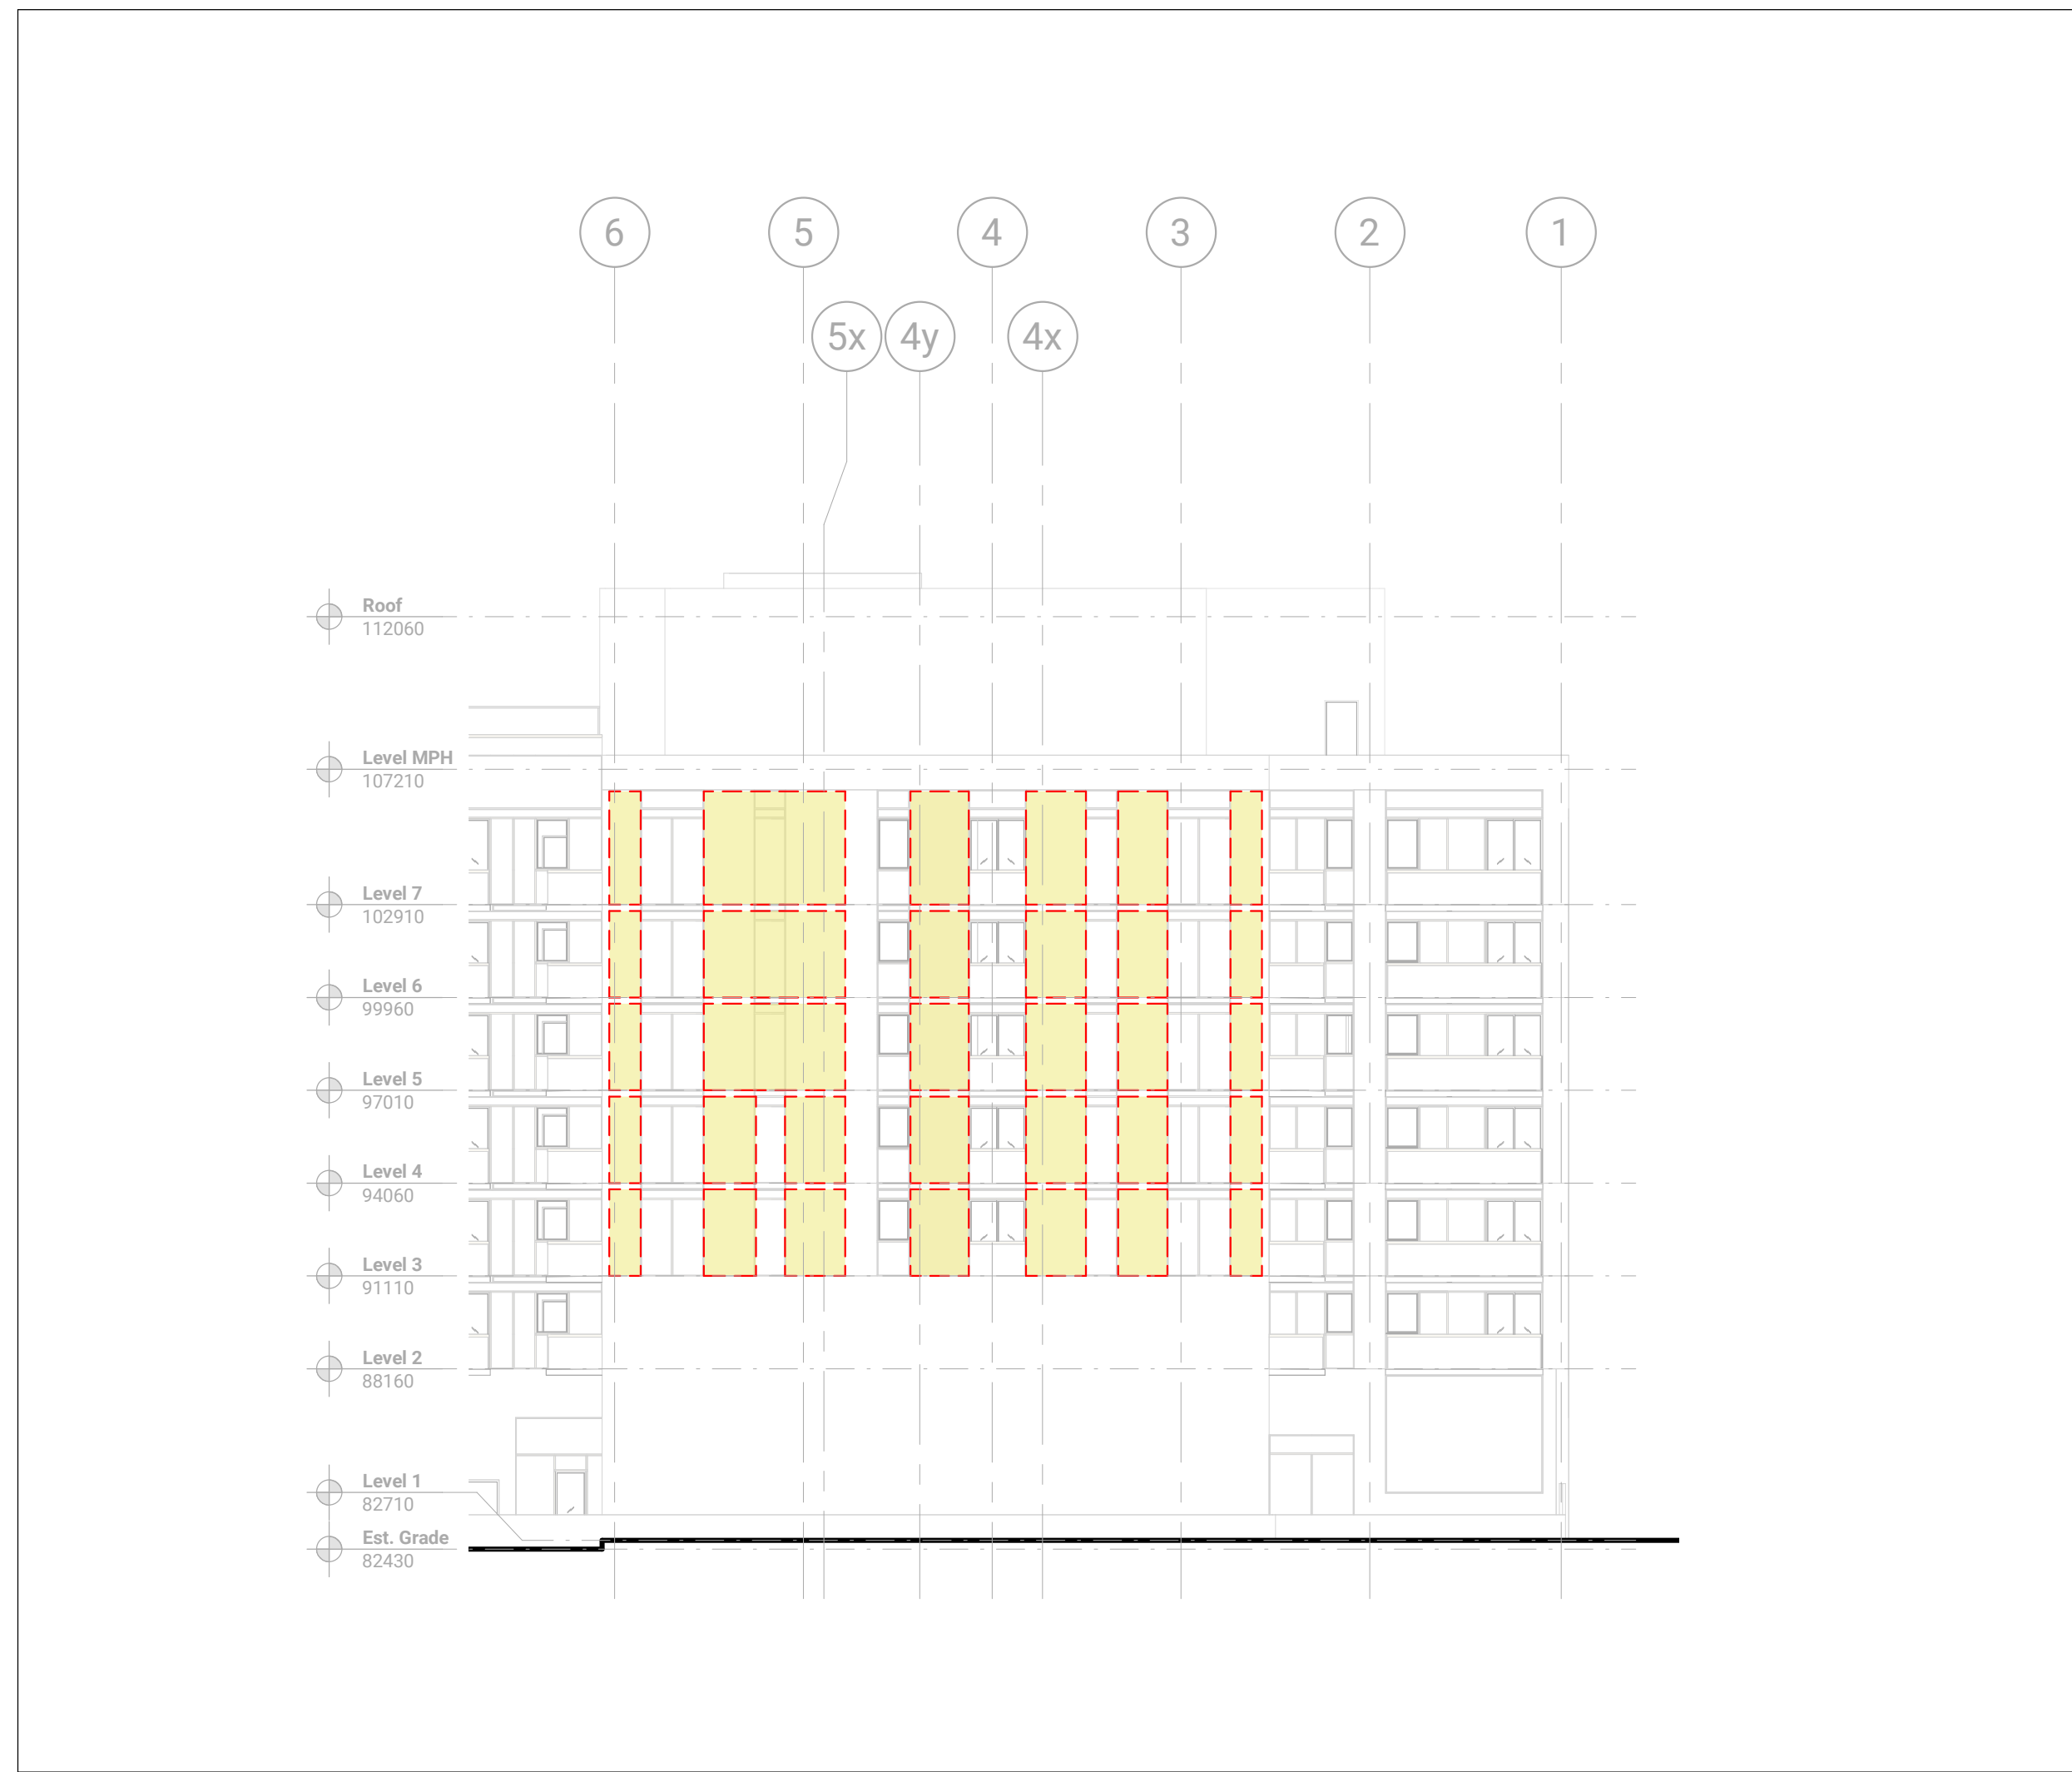 6 5 4 3 2 1
5x 4y 4x
Roof
112060
Level MPH
107210
Level 7
102910
Level 6
99960
Level 5
97010
Level 4
94060
Level 3
91110
Level 2
88160
Level 1
82710
Est. Grade
82430